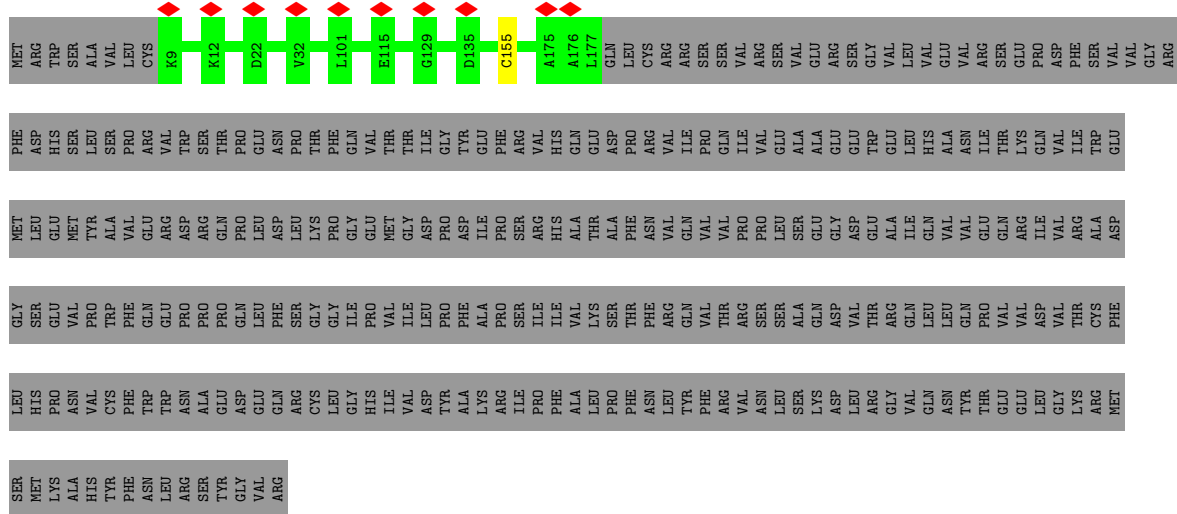 MET ARG TRP SER ALA VAL LEU CYS K9 K12 D22 V32 L101 E115 G129 D135 C155 A175 A176 L177 GLN LEU CYS ARG ARG SER SER VAL ARG SER VAL GLU ARG SER GLY VAL LEU VAL GLU VAL ARG SER GLU PRO ASP PHE SER VAL VAL GLY ARG
PHE ASP HIS SER LEU SER PRO ARG VAL TRP SER THR PRO GLU ASN PRO THR PHE GLN VAL THR THR ILE GLY TYR GLU PHE ARG VAL HIS GLN GLU ASP PRO ARG VAL ILE PRO GLN ILE VAL GLU ALA ALA GLU GLU TRP GLU LEU HIS ALA ASN ILE THR LYS GLN VAL ILE TRP GLU
MET LEU GLU MET TYR ALA VAL GLU ARG ASP ARG GLN PRO LEU ASP LEU LYS PRO GLY GLU MET GLY ASP PRO ASP ILE PRO SER ARG HIS ALA THR ALA PHE ASN VAL GLN VAL VAL PRO PRO LEU SER GLU GLY ASP GLU ALA ILE GLN VAL VAL GLU GLN ARG ILE VAL ARG ALA ASP
GLY SER GLU VAL PRO TRP PHE GLN GLU PRO PRO PRO GLN LEU PHE SER GLY GLY ILE PRO VAL ILE LEU PRO PHE ALA PRO SER ILE ILE VAL LYS SER THR PHE ARG GLN VAL THR ARG SER SER ALA GLN ASP VAL THR ARG GLN LEU LEU GLN PRO VAL VAL ASP VAL THR CYS PHE
LEU HIS PRO ASN VAL CYS PHE TRP TRP ASN ALA GLU ASP GLU GLN ARG CYS LEU GLY HIS ILE VAL ASP TYR ALA LYS ARG ILE PRO PHE ALA LEU PRO PHE ASN LEU TYR PHE ARG VAL ASN LEU SER LYS ASP LEU ARG GLY VAL GLN ASN TYR THR GLU GLU LEU GLY LYS ARG MET
SER MET LYS ALA HIS TYR PHE ASN LEU ARG SER TYR GLY VAL ARG